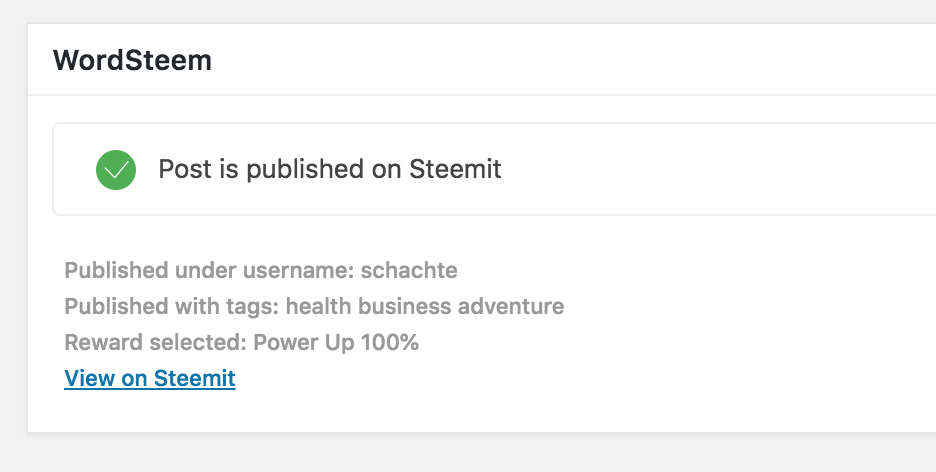 WordSteem
Post is published on Steemit
Published under username: schachte
Published with tags: health business adventure
Reward selected: Power Up 100%
View on Steemit